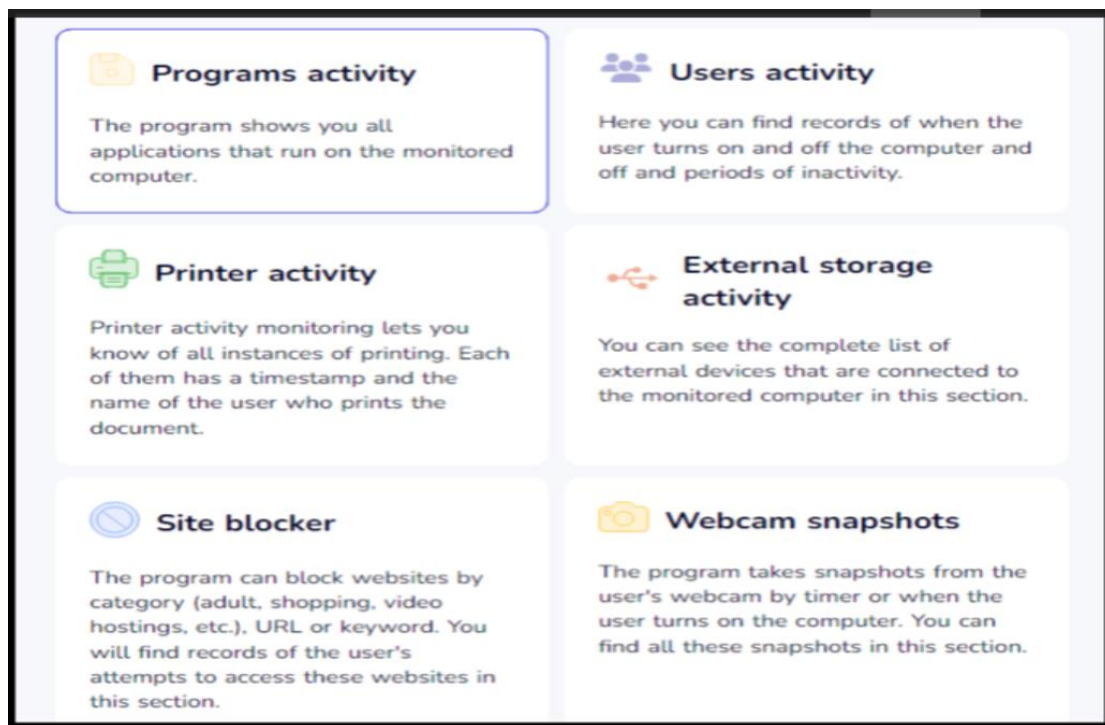 Programs activity
The program shows you all
applications that run on the monitored
computer.
Users activity
Here you can find records of when the
user turns on and off the computer and
off and periods of inactivity.
Printer activity
Printer activity monitoring lets you
know of all instances of printing. Each
of them has a timestamp and the
name of the user who prints the
document.
External storage
activity
You can see the complete list of
external devices that are connected to
the monitored computer in this section.
Site blocker
The program can block websites by
category (adult, shopping, video
hostings, etc.), URL or keyword. You
will find records of the user's
attempts to access these websites in
this section.
Webcam snapshots
The program takes snapshots from the
user's webcam by timer or when the
user turns on the computer. You can
find all these snapshots in this section.